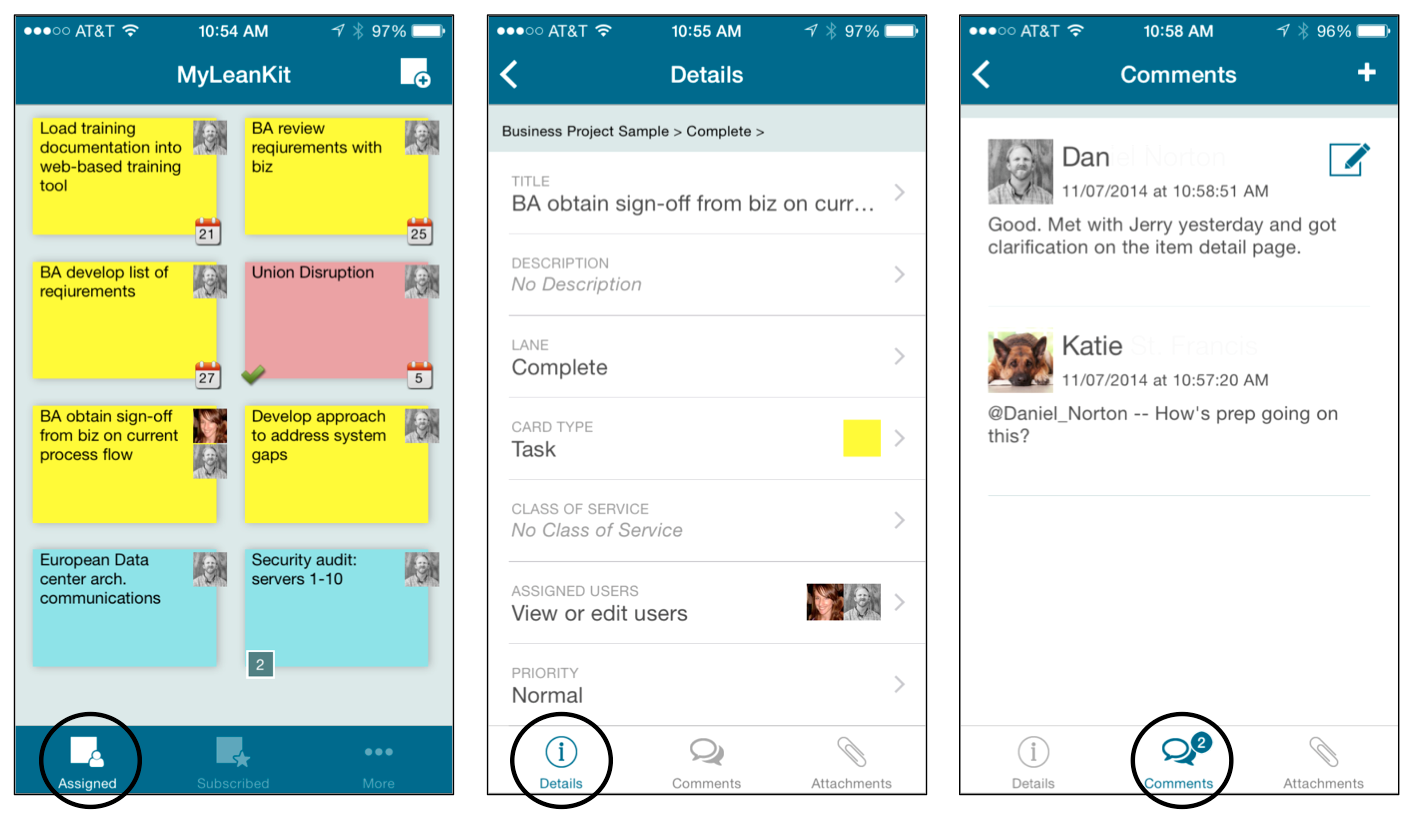 AT&T 10:54 AM 97%
MyLeanKit
Load training
documentation into
web-based training
tool
21
BA review
reqiurements with
biz
25
BA develop list of
reqiurements
27
Union Disruption
5
BA obtain sign-off
from biz on current
process flow
Develop approach
to address system
gaps
European Data
center arch.
communications
Security audit:
servers 1-10
2
Assigned Subscribed More
AT&T 10:55 AM 97%
Details
Business Project Sample > Complete >
TITLE
BA obtain sign-off from biz on curr...
DESCRIPTION
No Description
LANE
Complete
CARD TYPE
Task
CLASS OF SERVICE
No Class of Service
ASSIGNED USERS
View or edit users
PRIORITY
Normal
Details Comments Attachments
AT&T 10:58 AM 96%
Comments
Daniel Norton
11/07/2014 at 10:58:51 AM
Good. Met with Jerry yesterday and got
clarification on the item detail page.
Katie St. Francis
11/07/2014 at 10:57:20 AM
@Daniel_Norton -- How's prep going on
this?
2
Details Comments Attachments